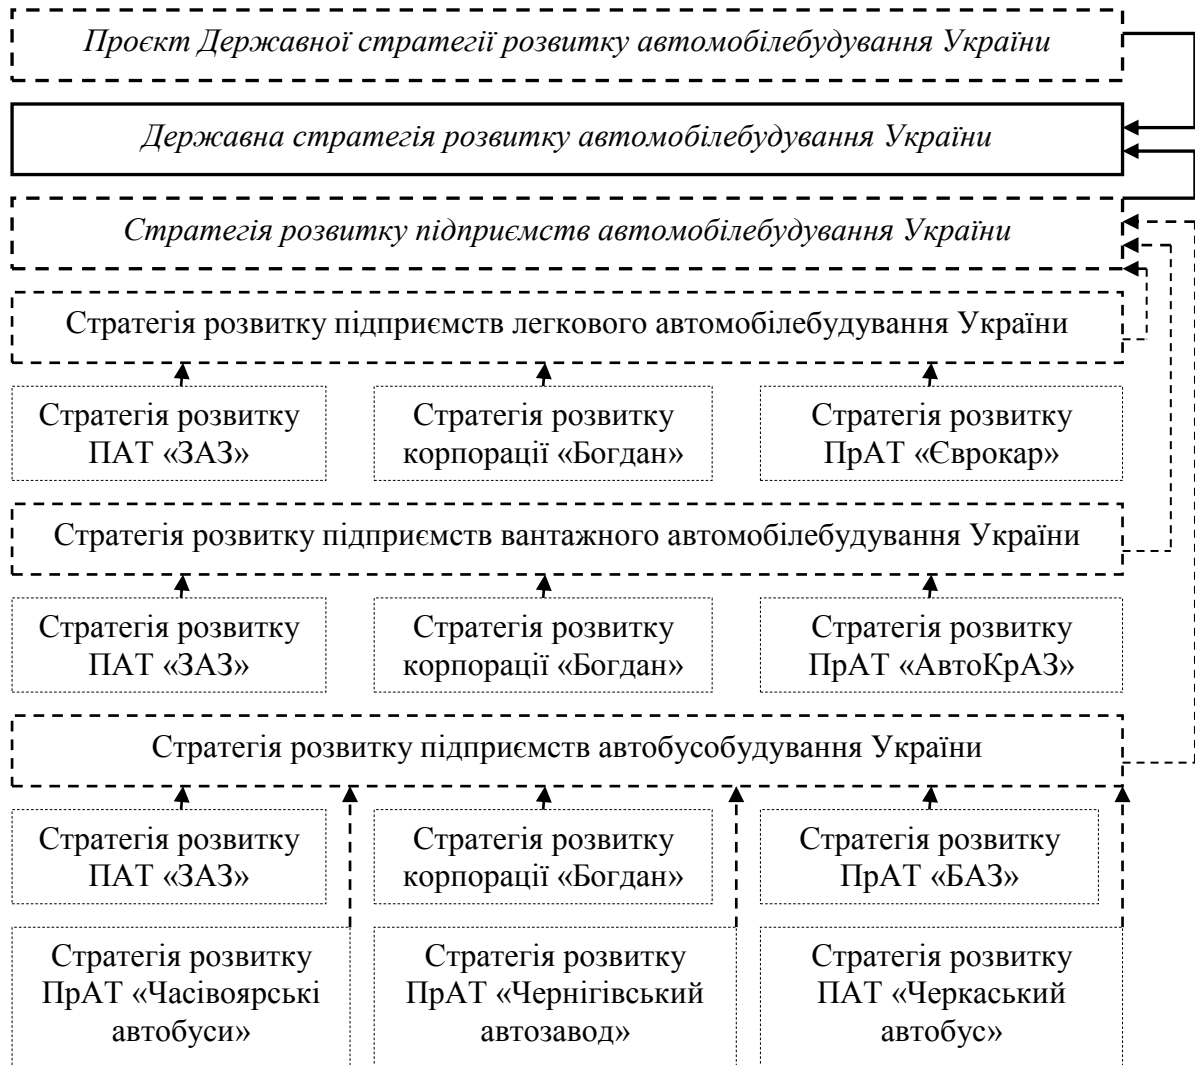 Проєкт Державної стратегії розвитку автомобілебудування України
Державна стратегія розвитку автомобілебудування України
Стратегія розвитку підприємств автомобілебудування України
Стратегія розвитку підприємств легкового автомобілебудування України
Стратегія розвитку
ПАТ «ЗАЗ»
Стратегія розвитку
корпорації «Богдан»
Стратегія розвитку
ПрАТ «Єврокар»
Стратегія розвитку підприємств вантажного автомобілебудування України
Стратегія розвитку
ПАТ «ЗАЗ»
Стратегія розвитку
корпорації «Богдан»
Стратегія розвитку
ПрАТ «АвтоКрАЗ»
Стратегія розвитку підприємств автобусобудування України
Стратегія розвитку
ПАТ «ЗАЗ»
Стратегія розвитку
корпорації «Богдан»
Стратегія розвитку
ПрАТ «БАЗ»
Стратегія розвитку
ПрАТ «Часівоярські
автобуси»
Стратегія розвитку
ПрАТ «Чернігівський
автозавод»
Стратегія розвитку
ПАТ «Черкаський
автобус»